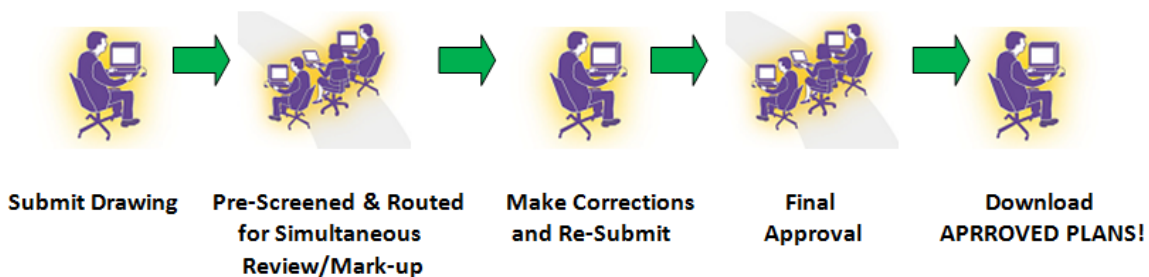 Submit Drawing
Pre-Screened & Routed
for Simultaneous
Review/Mark-up
Make Corrections
and Re-Submit
Final
Approval
Download
APRROVED PLANS!